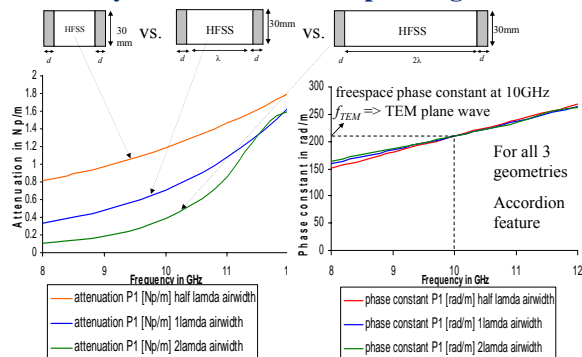 HFSS
30
mm
vs.
HFSS
30mm
vs.
HFSS
30mm
d
d
d
λ
d
d
2λ
d
Attenuation in Np/m
2
1.8
1.6
1.4
1.2
1
0.8
0.6
0.4
0.2
0
8
9
10
11
1
Frequency in GHz
attenuation P1 [Np/m] half lamda airwidth
attenuation P1 [Np/m] 1lamda airwidth
attenuation P1 [Np/m] 2lamda airwidth
Phase constant in rad/m
350
300
250
200
150
100
50
0
freespace phase constant at 10GHz
fTEM => TEM plane wave
For all 3
geometries
Accordion
feature
8
9
10
11
12
Frequency in GHz
phase constant P1 [rad/m] half lamda airwidth
phase constant P1 [rad/m] 1lamda airwidth
phase constant P1 [rad/m] 2lamda airwidth